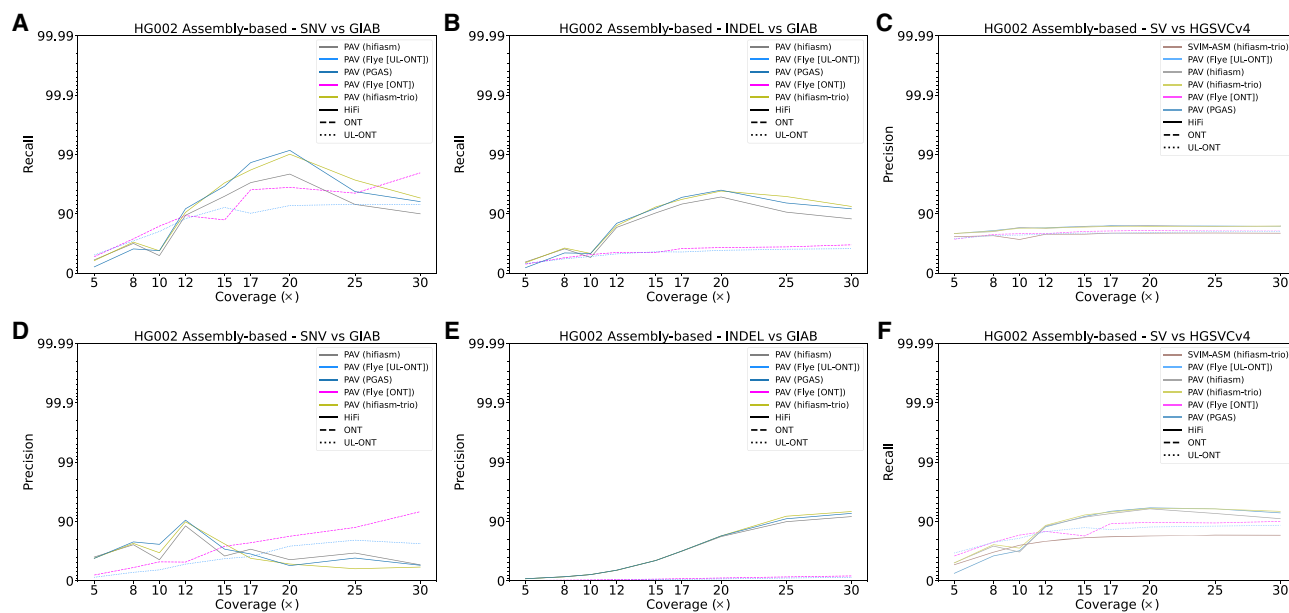 A
HG002 Assembly-based - SNV vs GIAB
99.99
99.9
99
90
0
Recall
PAV (hifiasm)
PAV (Flye [UL-ONT])
PAV (PGAS)
PAV (Flye [ONT])
PAV (hifiasm-trio)
HiFi
ONT
UL-ONT
5 8 10 12 15 17 20 25 30
Coverage (×)
B
HG002 Assembly-based - INDEL vs GIAB
99.99
99.9
99
90
0
Recall
PAV (hifiasm)
PAV (Flye [UL-ONT])
PAV (PGAS)
PAV (Flye [ONT])
PAV (hifiasm-trio)
HiFi
ONT
UL-ONT
5 8 10 12 15 17 20 25 30
Coverage (×)
C
HG002 Assembly-based - SV vs HGSVCv4
99.99
99.9
99
90
0
Precision
SVIM-ASM (hifiasm-trio)
PAV (Flye [UL-ONT])
PAV (hifiasm)
PAV (hifiasm-trio)
PAV (Flye [ONT])
PAV (PGAS)
HiFi
ONT
UL-ONT
5 8 10 12 15 17 20 25 30
Coverage (×)
D
HG002 Assembly-based - SNV vs GIAB
99.99
99.9
99
90
0
Precision
PAV (hifiasm)
PAV (Flye [UL-ONT])
PAV (PGAS)
PAV (Flye [ONT])
PAV (hifiasm-trio)
HiFi
ONT
UL-ONT
5 8 10 12 15 17 20 25 30
Coverage (×)
E
HG002 Assembly-based - INDEL vs GIAB
99.99
99.9
99
90
0
Precision
PAV (hifiasm)
PAV (Flye [UL-ONT])
PAV (PGAS)
PAV (Flye [ONT])
PAV (hifiasm-trio)
HiFi
ONT
UL-ONT
5 8 10 12 15 17 20 25 30
Coverage (×)
F
HG002 Assembly-based - SV vs HGSVCv4
99.99
99.9
99
90
0
Recall
SVIM-ASM (hifiasm-trio)
PAV (Flye [UL-ONT])
PAV (hifiasm)
PAV (hifiasm-trio)
PAV (Flye [ONT])
PAV (PGAS)
HiFi
ONT
UL-ONT
5 8 10 12 15 17 20 25 30
Coverage (×)